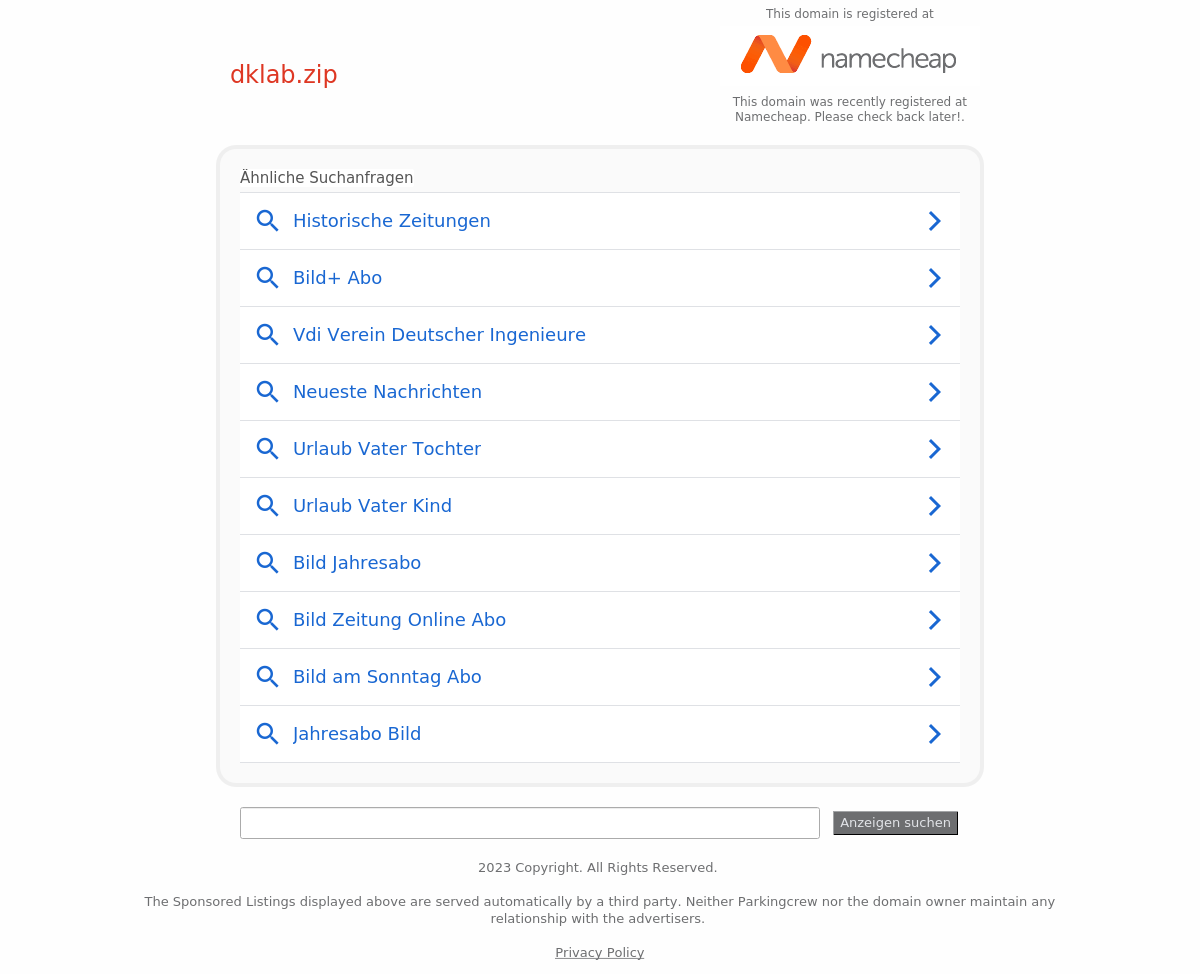 This domain is registered at
namecheap
dklab.zip
This domain was recently registered at
Namecheap. Please check back later!.
Ähnliche Suchanfragen
Historische Zeitungen
Bild+ Abo
Vdi Verein Deutscher Ingenieure
Neueste Nachrichten
Urlaub Vater Tochter
Urlaub Vater Kind
Bild Jahresabo
Bild Zeitung Online Abo
Bild am Sonntag Abo
Jahresabo Bild
Anzeigen suchen
2023 Copyright. All Rights Reserved.
The Sponsored Listings displayed above are served automatically by a third party. Neither Parkingcrew nor the domain owner maintain any
relationship with the advertisers.
Privacy Policy